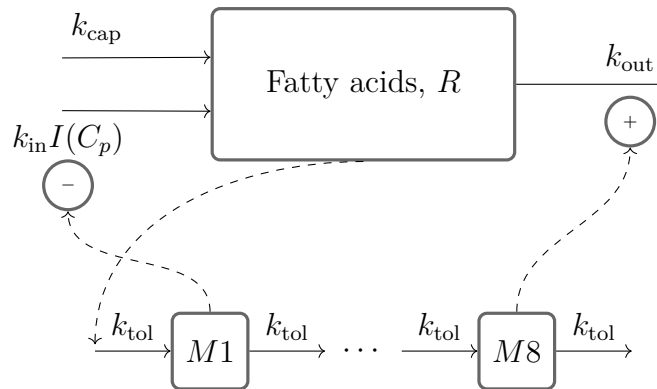 k_cap
Fatty acids, R
k_out
k_in I(C_p)
+
−
k_tol M1 k_tol ··· k_tol M8 k_tol